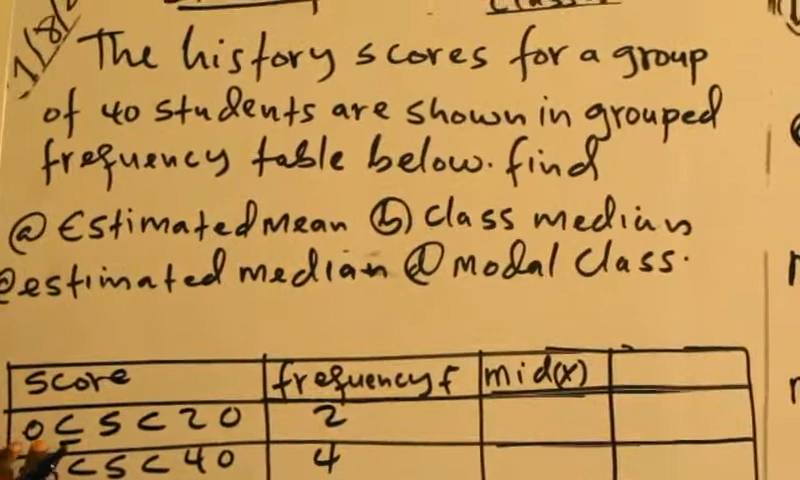 The history scores for a group
of 40 students are shown in grouped
frequency table below. find
ⓐ Estimated Mean ⓑ Class median
ⓒ estimated median ⓓ Modal Class.
score frequency f mid(x)
0 ≤ S < 20 2
≤ S < 40 4